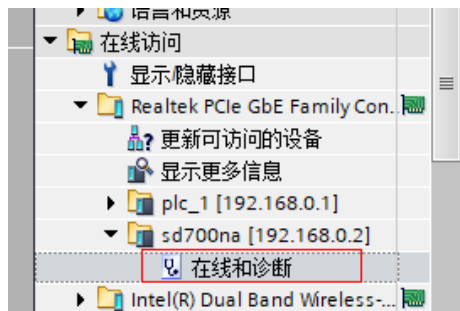 语言和资源
在线访问
显示/隐藏接口
Realtek PCIe GbE Family Con.
更新可访问的设备
显示更多信息
plc_1 [192.168.0.1]
sd700na [192.168.0.2]
在线和诊断
Intel(R) Dual Band Wireless-...